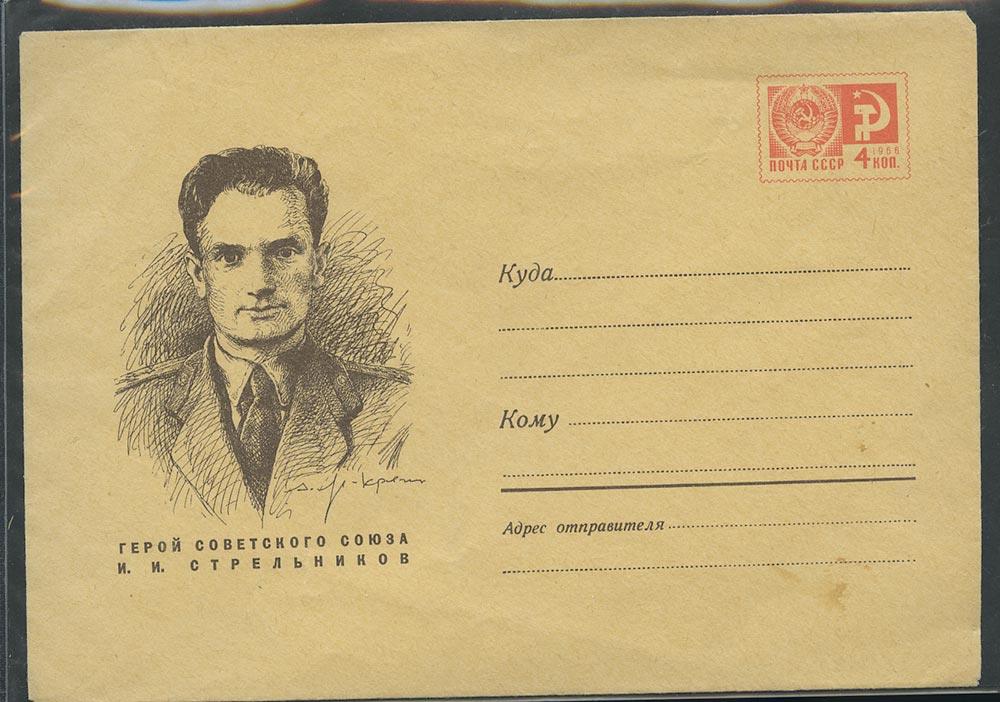 1966
ПОЧТА СССР 4 КОП.
Куда
Кому
Адрес отправителя
ГЕРОЙ СОВЕТСКОГО СОЮЗА
И. И. СТРЕЛЬНИКОВ